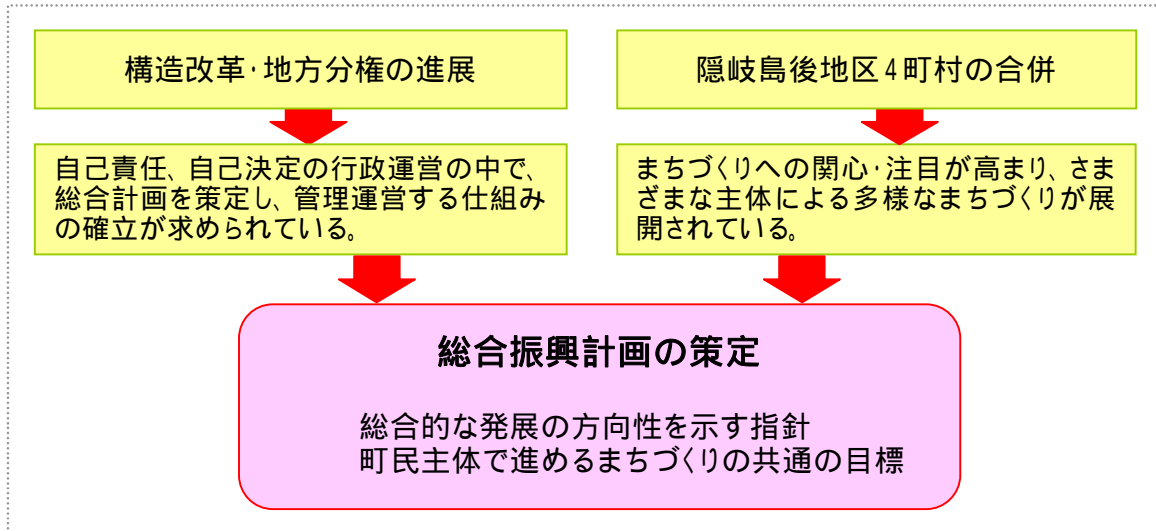 構造改革・地方分権の進展
隠岐島後地区4町村の合併
自己責任、自己決定の行政運営の中で、
総合計画を策定し、管理運営する仕組み
の確立が求められている。
まちづくりへの関心・注目が高まり、さま
ざまな主体による多様なまちづくりが展
開されている。
総合振興計画の策定
総合的な発展の方向性を示す指針
町民主体で進めるまちづくりの共通の目標